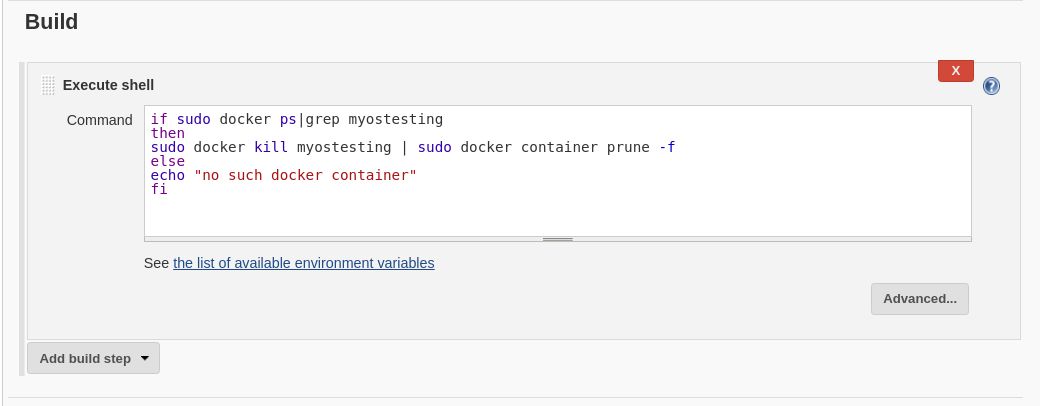 Build
Execute shell
X
?
Command
if sudo docker ps|grep myostesting
then
sudo docker kill myostesting | sudo docker container prune -f
else
echo "no such docker container"
fi
See the list of available environment variables
Advanced...
Add build step